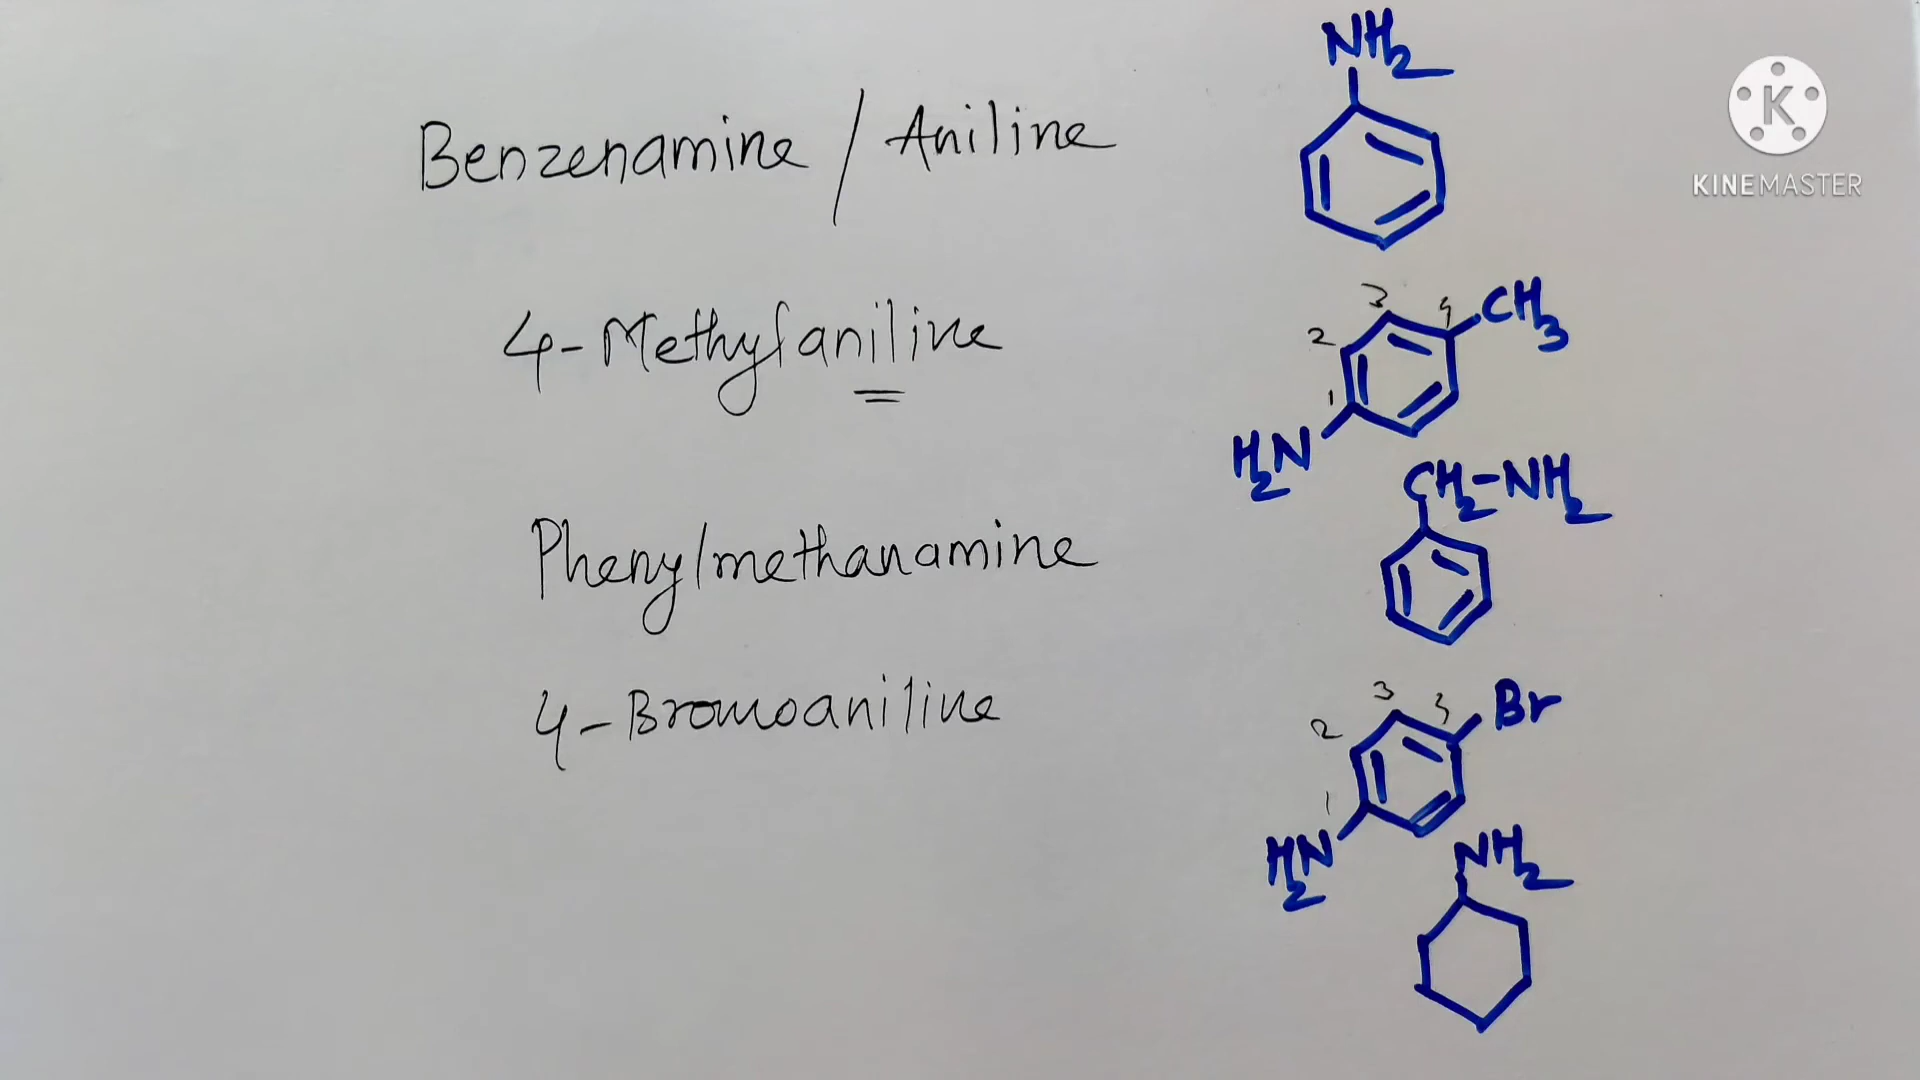 NH2
Benzenamine / Aniline
KINEMASTER
3 4 CH3
2
4-Methylaniline
1
H2N
CH2-NH2
Phenylmethanamine
3 4 Br
2
4-Bromoaniline
1
H2N
NH2